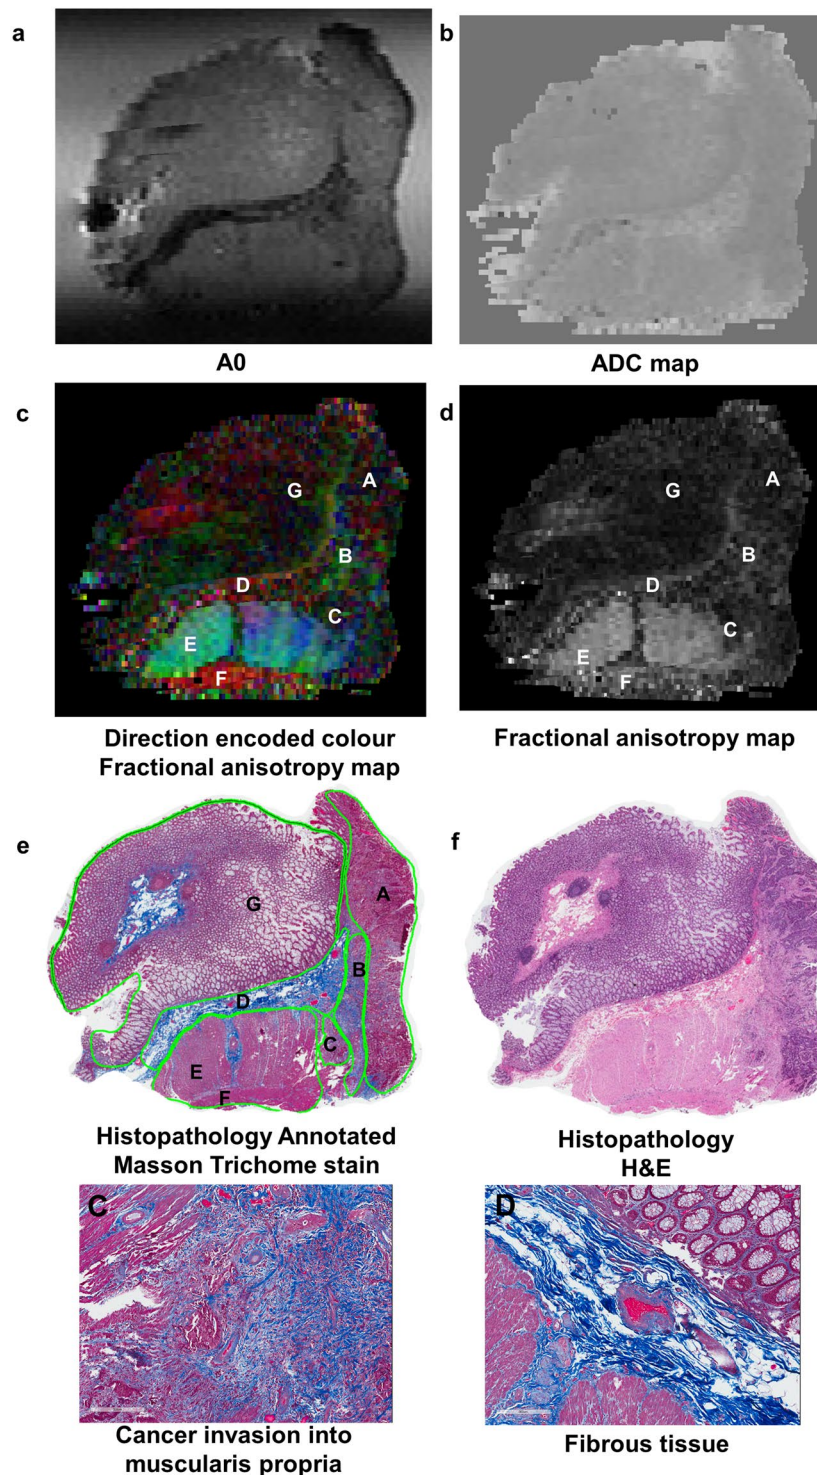 a
b
A0
ADC map
c
d
G
A
B
D
C
E
F
G
A
B
D
C
E
F
Direction encoded colour
Fractional anisotropy map
Fractional anisotropy map
e
f
G
A
B
D
C
E
F
Histopathology Annotated
Masson Trichome stain
Histopathology
H&E
C
D
Cancer invasion into
muscularis propria
Fibrous tissue